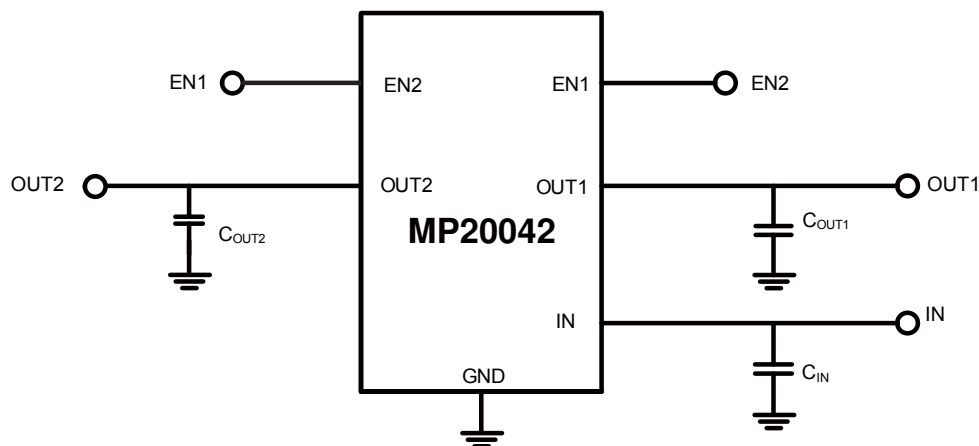 EN1 EN2 EN1 EN2
OUT2 OUT2 OUT1 OUT1
COUT2 MP20042 COUT1
IN IN
CIN
GND